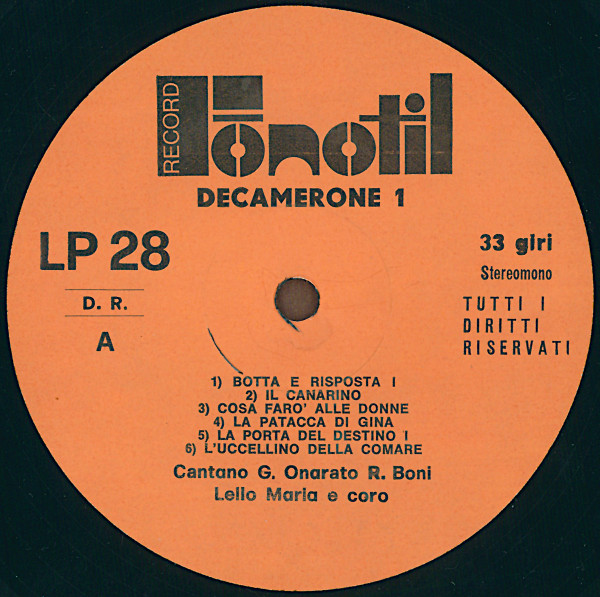 RECORD
Fonotil
DECAMERONE 1
LP 28
33 giri
Stereomono
D. R.
TUTTI I
DIRITTI
RISERVATI
A
1) BOTTA E RISPOSTA I
2) IL CANARINO
3) COSA FARO' ALLE DONNE
4) LA PATACCA DI GINA
5) LA PORTA DEL DESTINO I
6) L'UCCELLINO DELLA COMARE
Cantano G. Onarato R. Boni
Lello Maria e coro